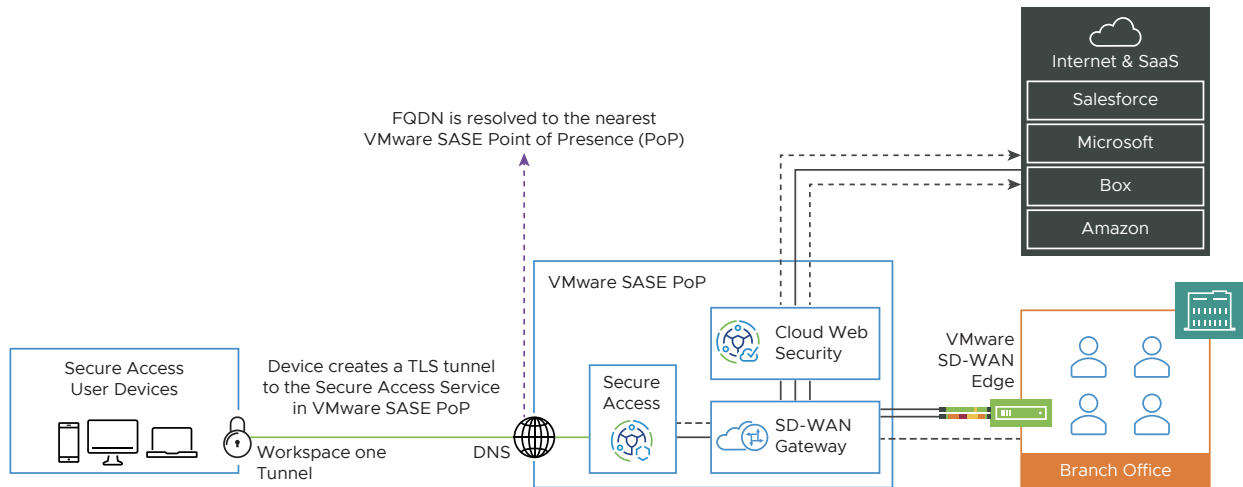 Internet & SaaS
Salesforce
Microsoft
Box
Amazon
FQDN is resolved to the nearest
VMware SASE Point of Presence (PoP)
VMware SASE PoP
Cloud Web
Security
VMware
SD-WAN
Edge
Secure Access
User Devices
Device creates a TLS tunnel
to the Secure Access Service
in VMware SASE PoP
Secure
Access
SD-WAN
Gateway
Workspace one
Tunnel
DNS
Branch Office